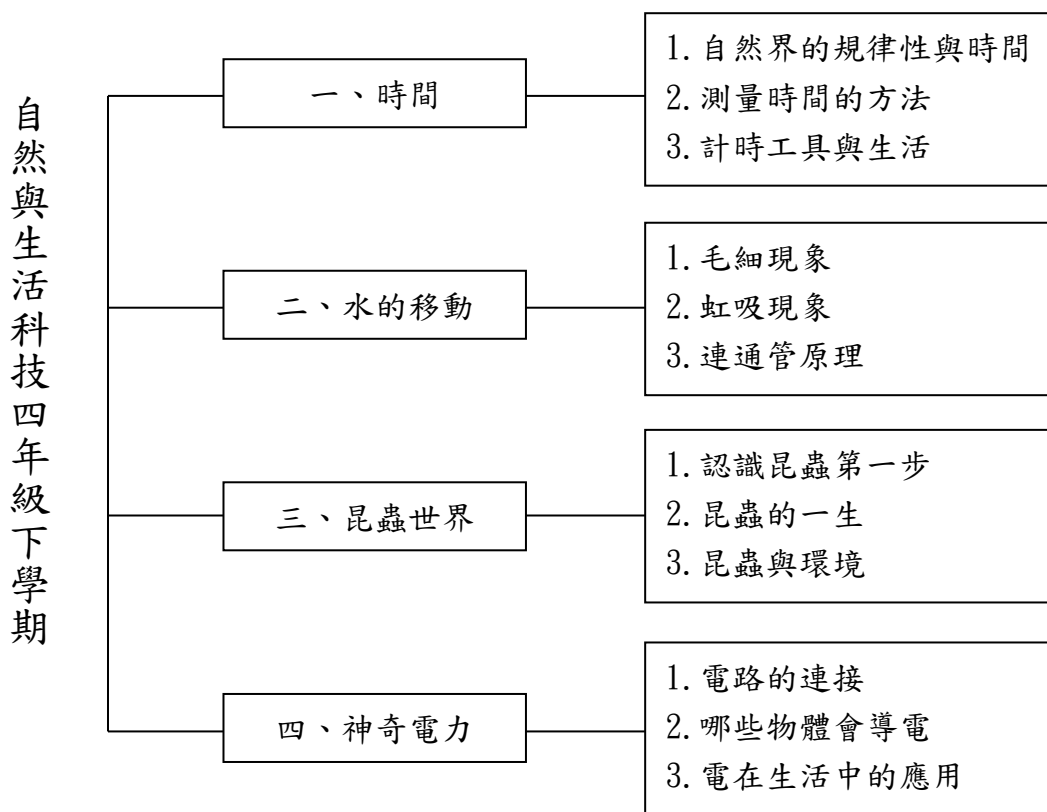 自然與生活科技四年級下學期
一、時間
1.自然界的規律性與時間
2.測量時間的方法
3.計時工具與生活
二、水的移動
1.毛細現象
2.虹吸現象
3.連通管原理
三、昆蟲世界
1.認識昆蟲第一步
2.昆蟲的一生
3.昆蟲與環境
四、神奇電力
1.電路的連接
2.哪些物體會導電
3.電在生活中的應用